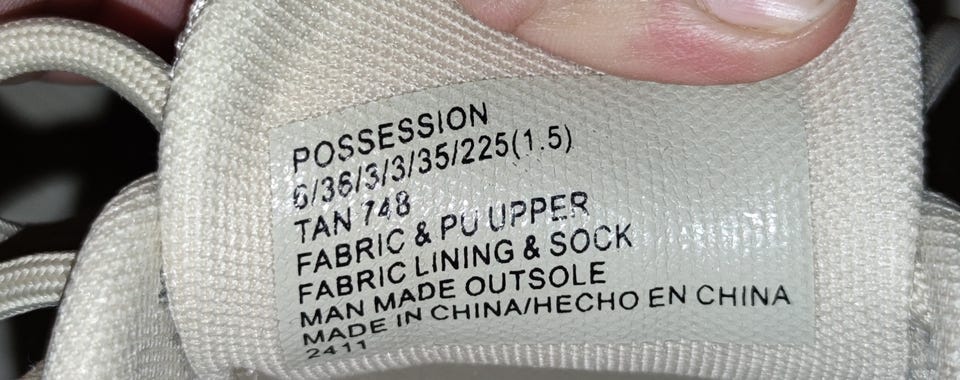 POSSESSION
6/36/3/3/35/225(1.5)
TAN 748
FABRIC & PU UPPER
FABRIC LINING & SOCK
MAN MADE OUTSOLE
MADE IN CHINA/HECHO EN CHINA
2411